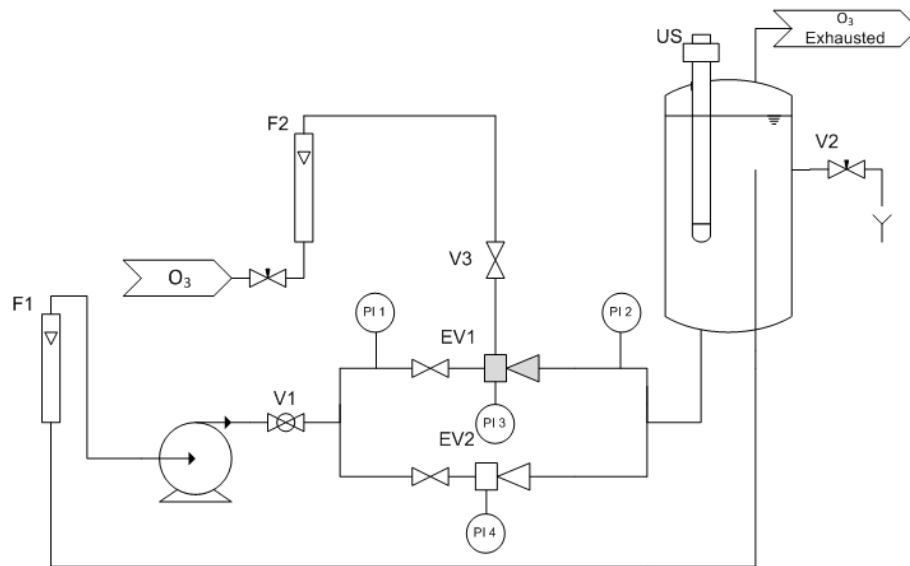 O₃
Exhausted
US
F2
V2
V3
O₃
F1
PI 1
PI 2
EV1
V1
PI 3
EV2
PI 4